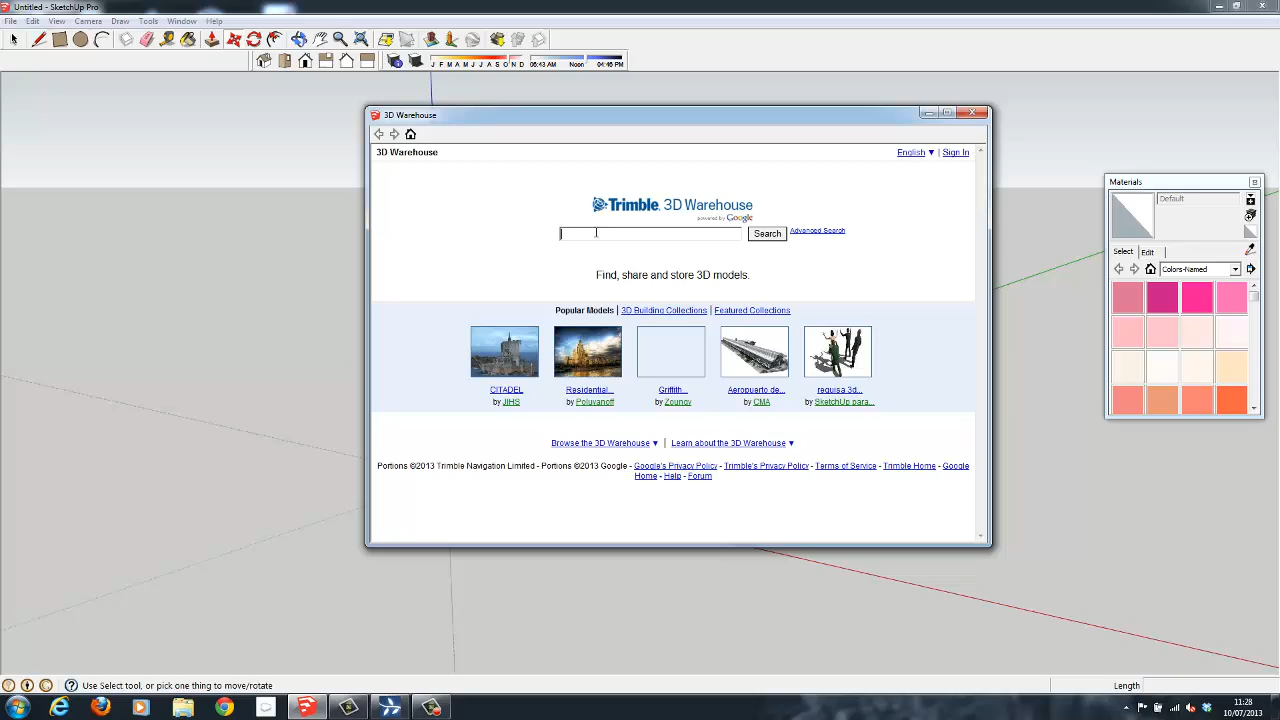 Untitled - SketchUp Pro
File Edit View Camera Draw Tools Window Help
J F M A M J J A S O N D 06:43 AM Noon 04:46 PM
3D Warehouse
3D Warehouse English ▼ | Sign In
Trimble. 3D Warehouse
powered by Google
Search Advanced Search
Find, share and store 3D models.
Popular Models | 3D Building Collections | Featured Collections
CITADEL Residential... Griffith... Aeropuerto de... requisa 3d...
by JIHS by Poluvanoff by Zoungy by CMA by SketchUp para...
Browse the 3D Warehouse ▼ | Learn about the 3D Warehouse ▼
Portions ©2013 Trimble Navigation Limited - Portions ©2013 Google - Google's Privacy Policy - Trimble's Privacy Policy - Terms of Service - Trimble Home - Google
Home - Help - Forum
Materials
Default
Select Edit
Colors-Named
Use Select tool, or pick one thing to move/rotate
Length
11:28
10/07/2013